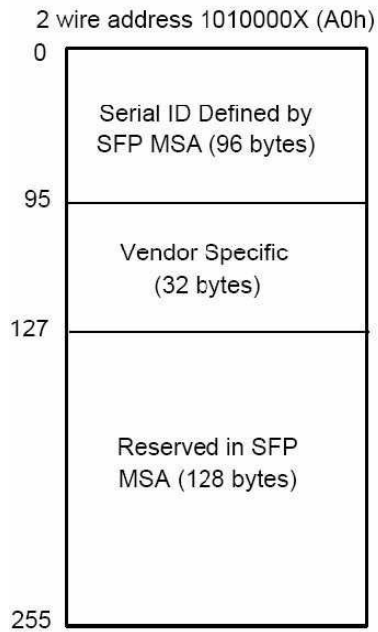 2 wire address 1010000X (A0h)
0
Serial ID Defined by
SFP MSA (96 bytes)
95
Vendor Specific
(32 bytes)
127
Reserved in SFP
MSA (128 bytes)
255